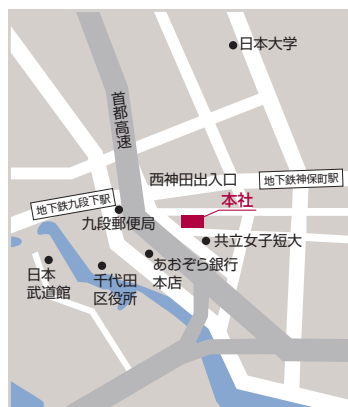 日本大学
首都高速
西神田出入口
地下鉄神保町駅
本社
地下鉄九段下駅
九段郵便局
共立女子短大
あおぞら銀行
本店
日本
武道館
千代田
区役所